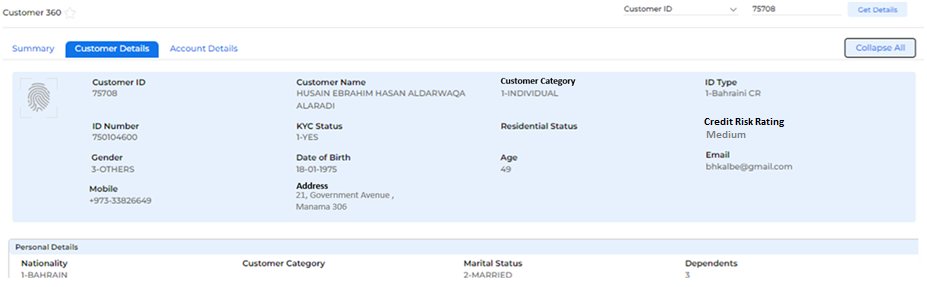 Customer 360
Customer ID 75708 Get Details
Summary Customer Details Account Details Collapse All
Customer ID Customer Name Customer Category ID Type
75708 HUSAIN EBRAHIM HASAN ALDARWAQA 1-INDIVIDUAL 1-Bahraini CR
ALARADI
ID Number KYC Status Residential Status Credit Risk Rating
750104600 1-YES Medium
Gender Date of Birth Age Email
3-OTHERS 18-01-1975 49 bhkalbe@gmail.com
Mobile Address
+973-33826649 21, Government Avenue ,
Manama 306
Personal Details
Nationality Customer Category Marital Status Dependents
1-BAHRAIN 2-MARRIED 3